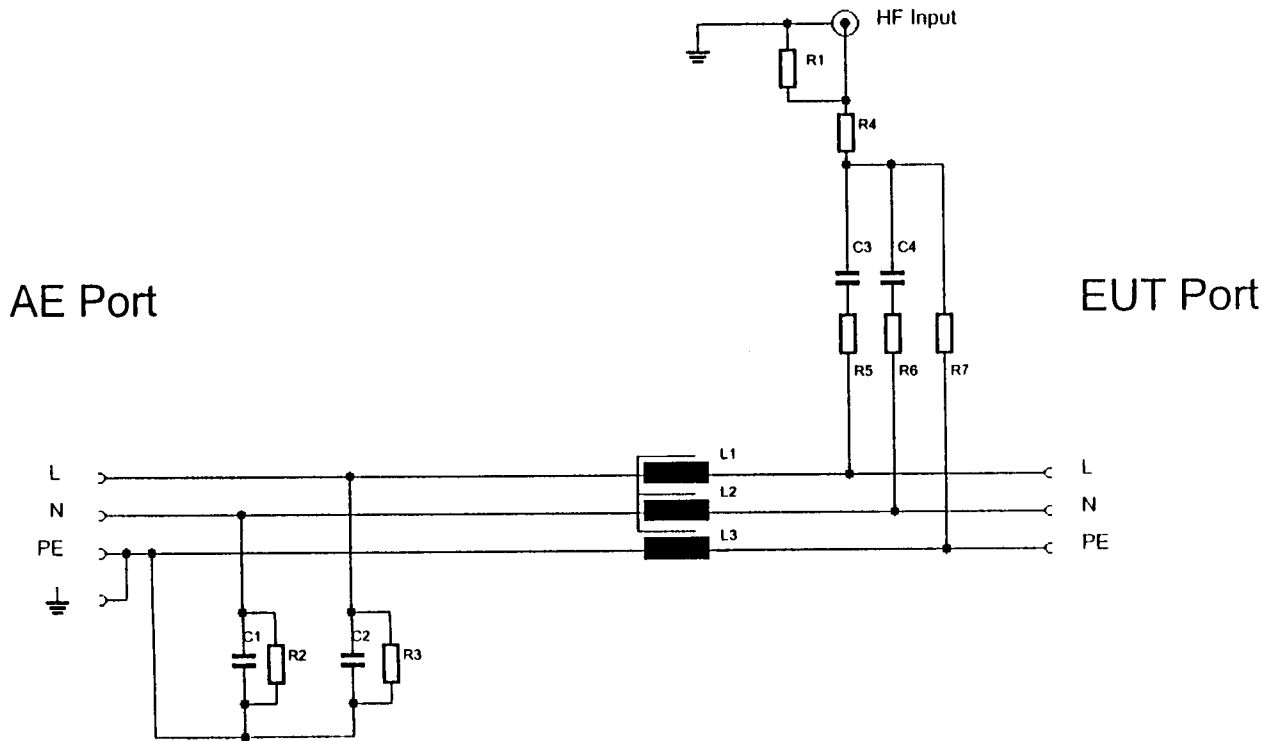 HF Input
R1
R4
C3 C4
AE Port
EUT Port
R5 R6 R7
L L1 L
N L2 N
PE L3 PE
C1 R2 C2 R3